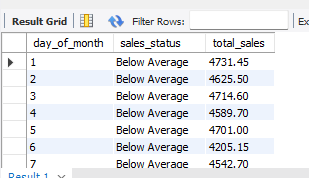 Result Grid Filter Rows: Ex
day_of_month sales_status total_sales
1 Below Average 4731.45
2 Below Average 4625.50
3 Below Average 4714.60
4 Below Average 4589.70
5 Below Average 4701.00
6 Below Average 4205.15
7 Below Average 4542.70
Result 1